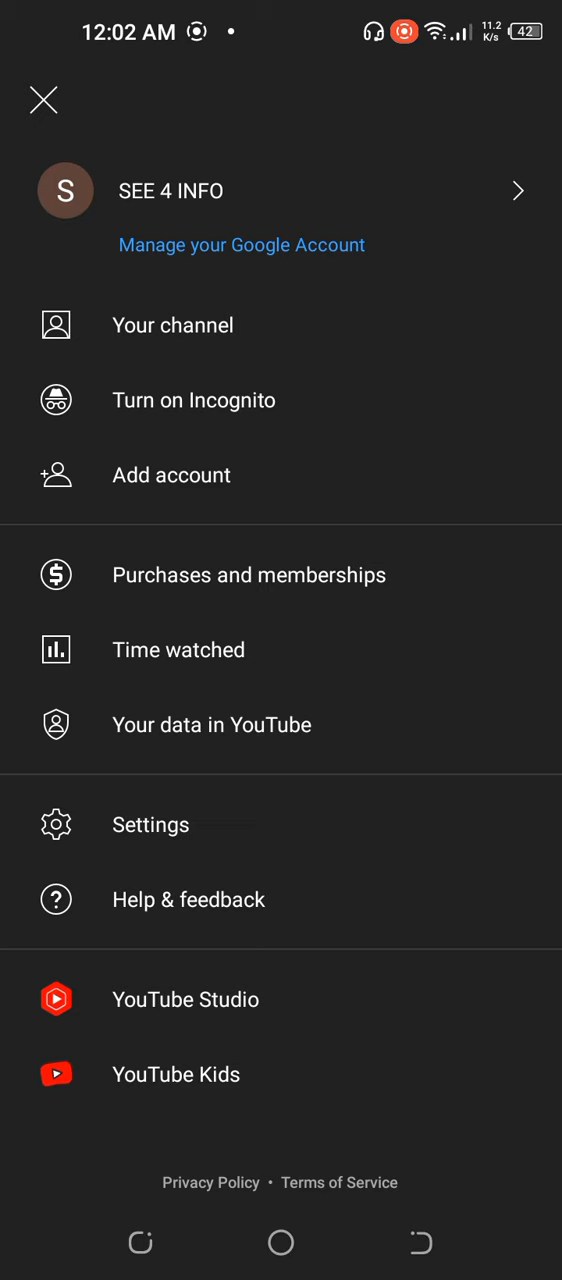 12:02 AM
11.2
K/s
42
S
SEE 4 INFO
Manage your Google Account
Your channel
Turn on Incognito
Add account
Purchases and memberships
Time watched
Your data in YouTube
Settings
Help & feedback
YouTube Studio
YouTube Kids
Privacy Policy • Terms of Service